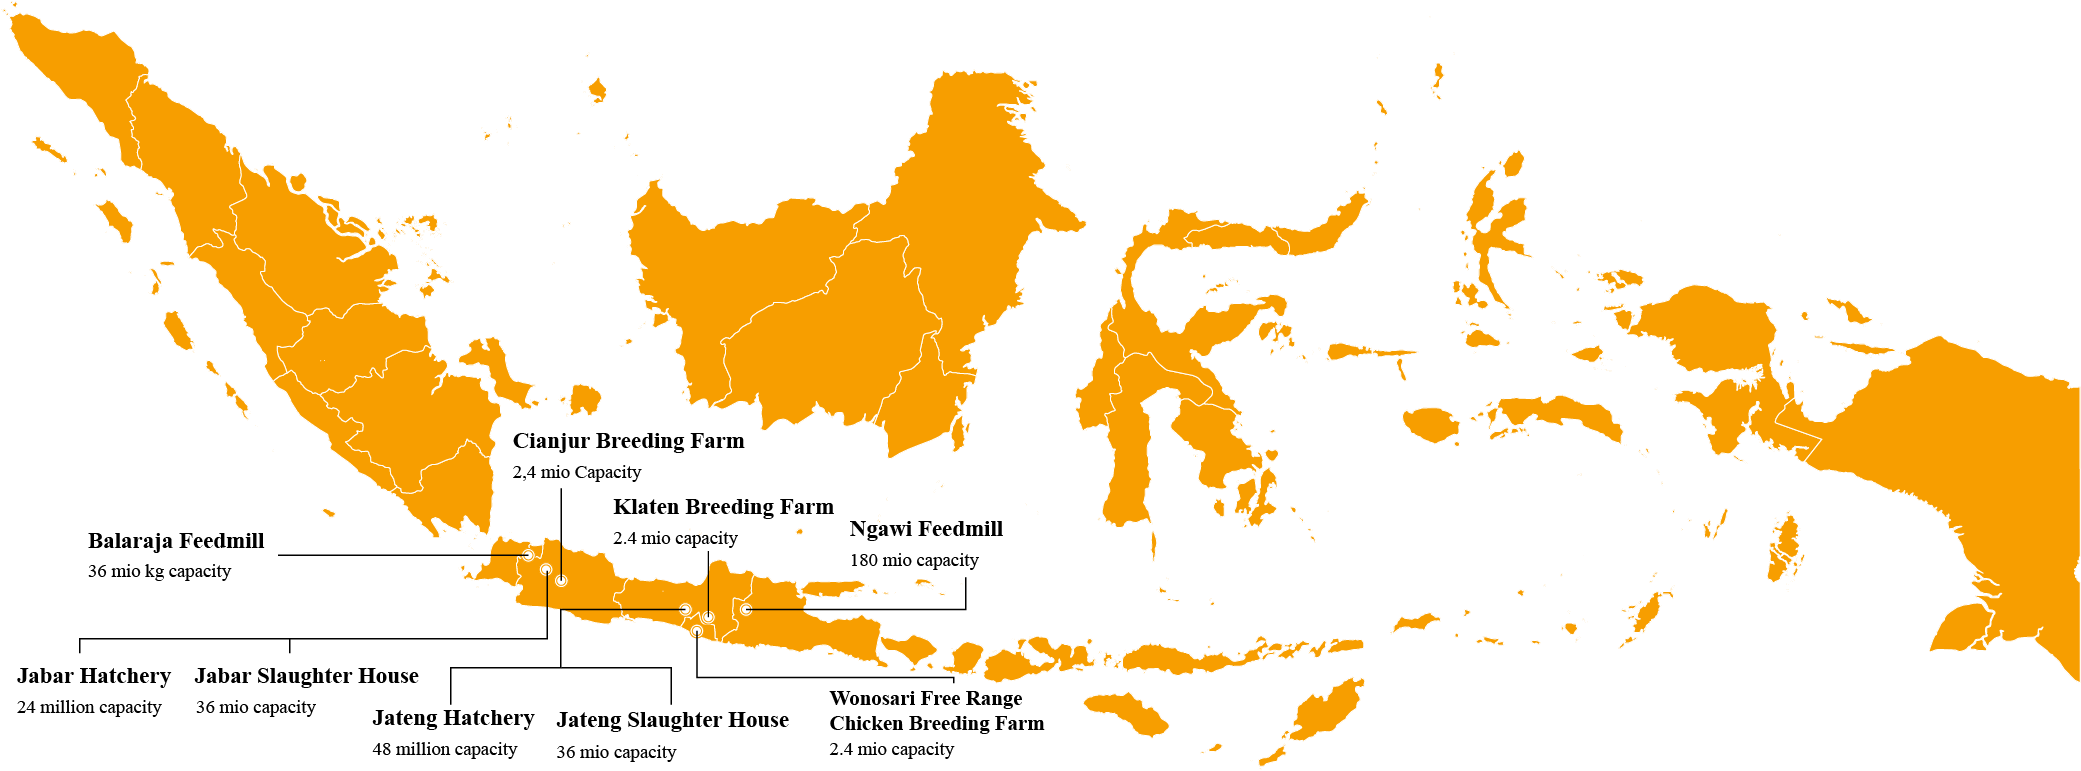 Cianjur Breeding Farm
2,4 mio Capacity
Klaten Breeding Farm
2.4 mio capacity
Ngawi Feedmill
180 mio capacity
Balaraja Feedmill
36 mio kg capacity
Jabar Hatchery
24 million capacity
Jabar Slaughter House
36 mio capacity
Jateng Hatchery
48 million capacity
Jateng Slaughter House
36 mio capacity
Wonosari Free Range
Chicken Breeding Farm
2.4 mio capacity